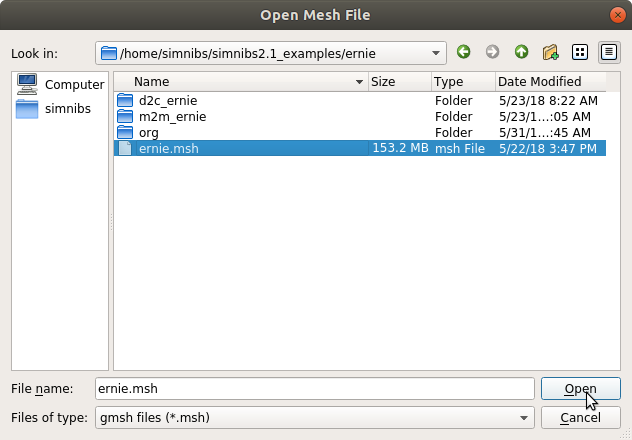 Open Mesh File
Look in: /home/simnibs/simnibs2.1_examples/ernie
Computer
simnibs
Name Size Type Date Modified
d2c_ernie Folder 5/23/18 8:22 AM
m2m_ernie Folder 5/23/1...:05 AM
org Folder 5/31/1...:45 AM
ernie.msh 153.2 MB msh File 5/22/18 3:47 PM
File name: ernie.msh Open
Files of type: gmsh files (*.msh) Cancel